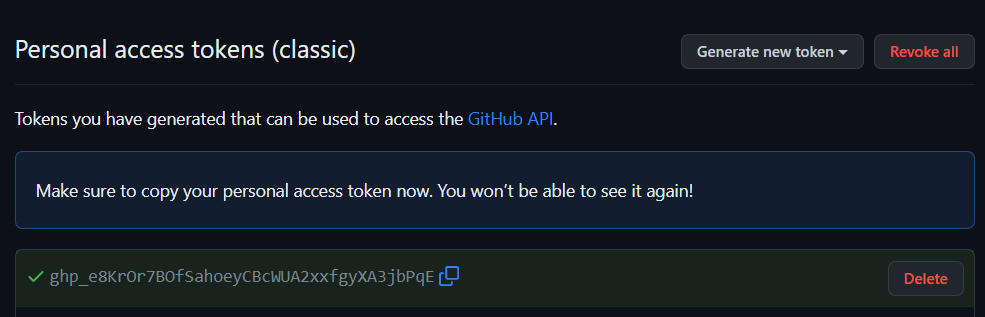 Personal access tokens (classic)
Generate new token
Revoke all
Tokens you have generated that can be used to access the GitHub API.
Make sure to copy your personal access token now. You won't be able to see it again!
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
Delete